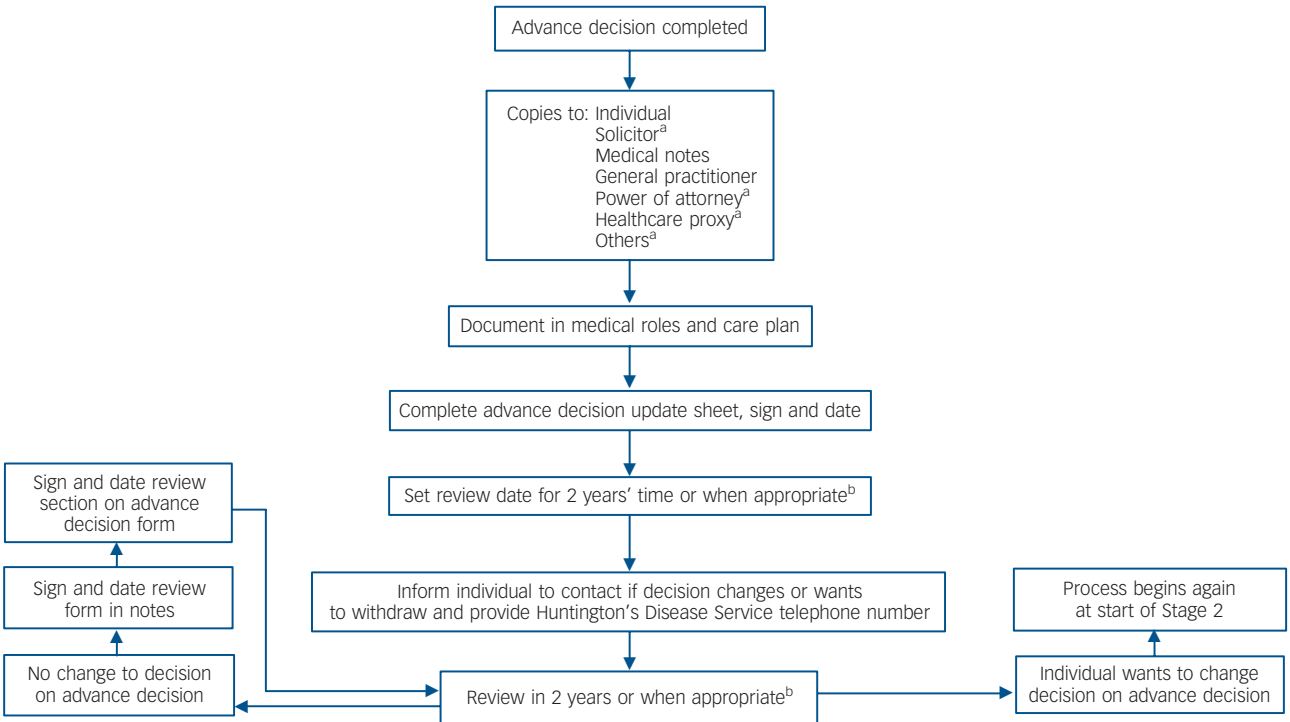 Advance decision completed
Copies to: Individual
Solicitorᵃ
Medical notes
General practitioner
Power of attorneyᵃ
Healthcare proxyᵃ
Othersᵃ
Document in medical roles and care plan
Complete advance decision update sheet, sign and date
Set review date for 2 years’ time or when appropriateᵇ
Inform individual to contact if decision changes or wants
to withdraw and provide Huntington’s Disease Service telephone number
Review in 2 years or when appropriateᵇ
No change to decision
on advance decision
Sign and date review
form in notes
Sign and date review
section on advance
decision form
Individual wants to change
decision on advance decision
Process begins again
at start of Stage 2